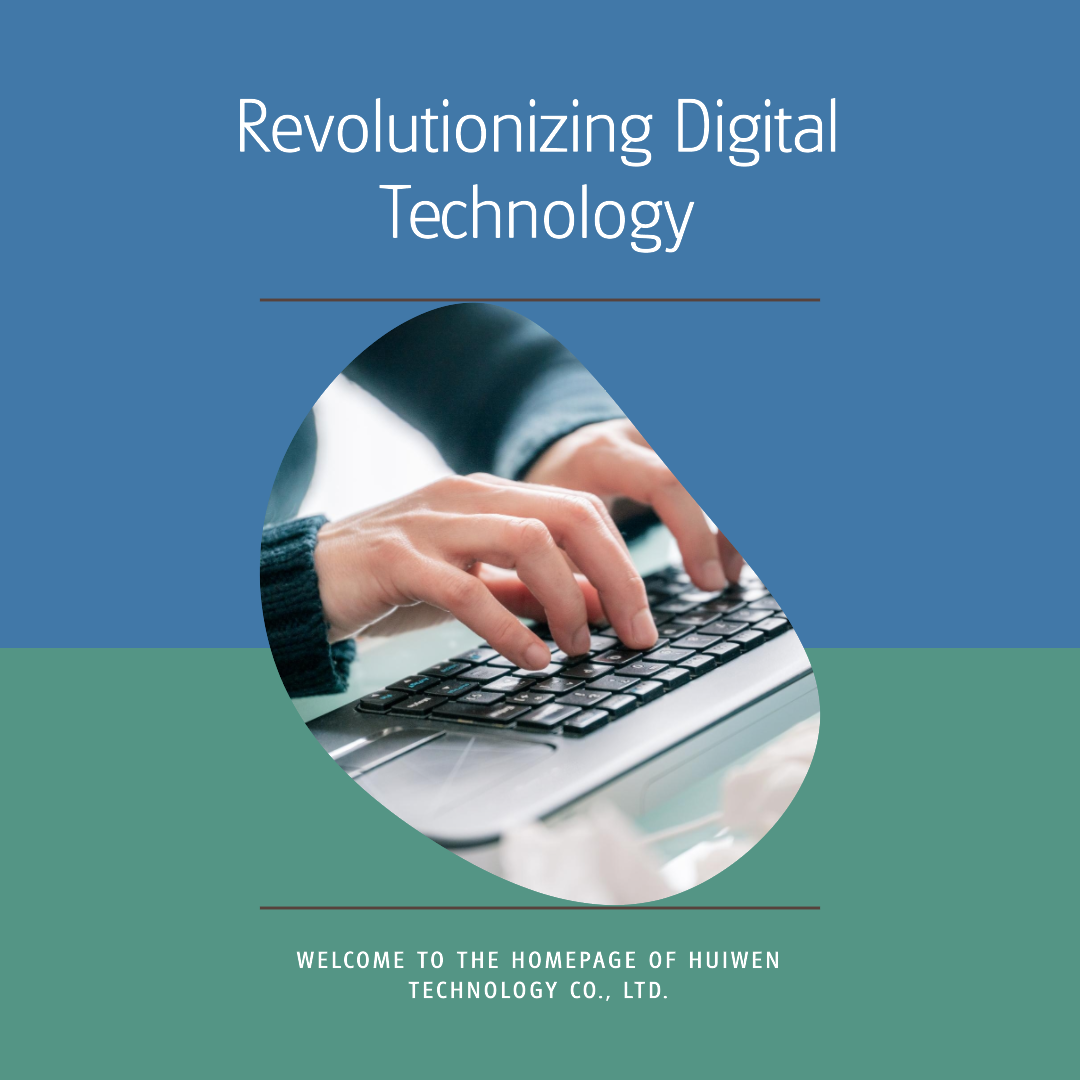 Revolutionizing Digital
Technology
WELCOME TO THE HOMEPAGE OF HUIWEN
TECHNOLOGY CO., LTD.